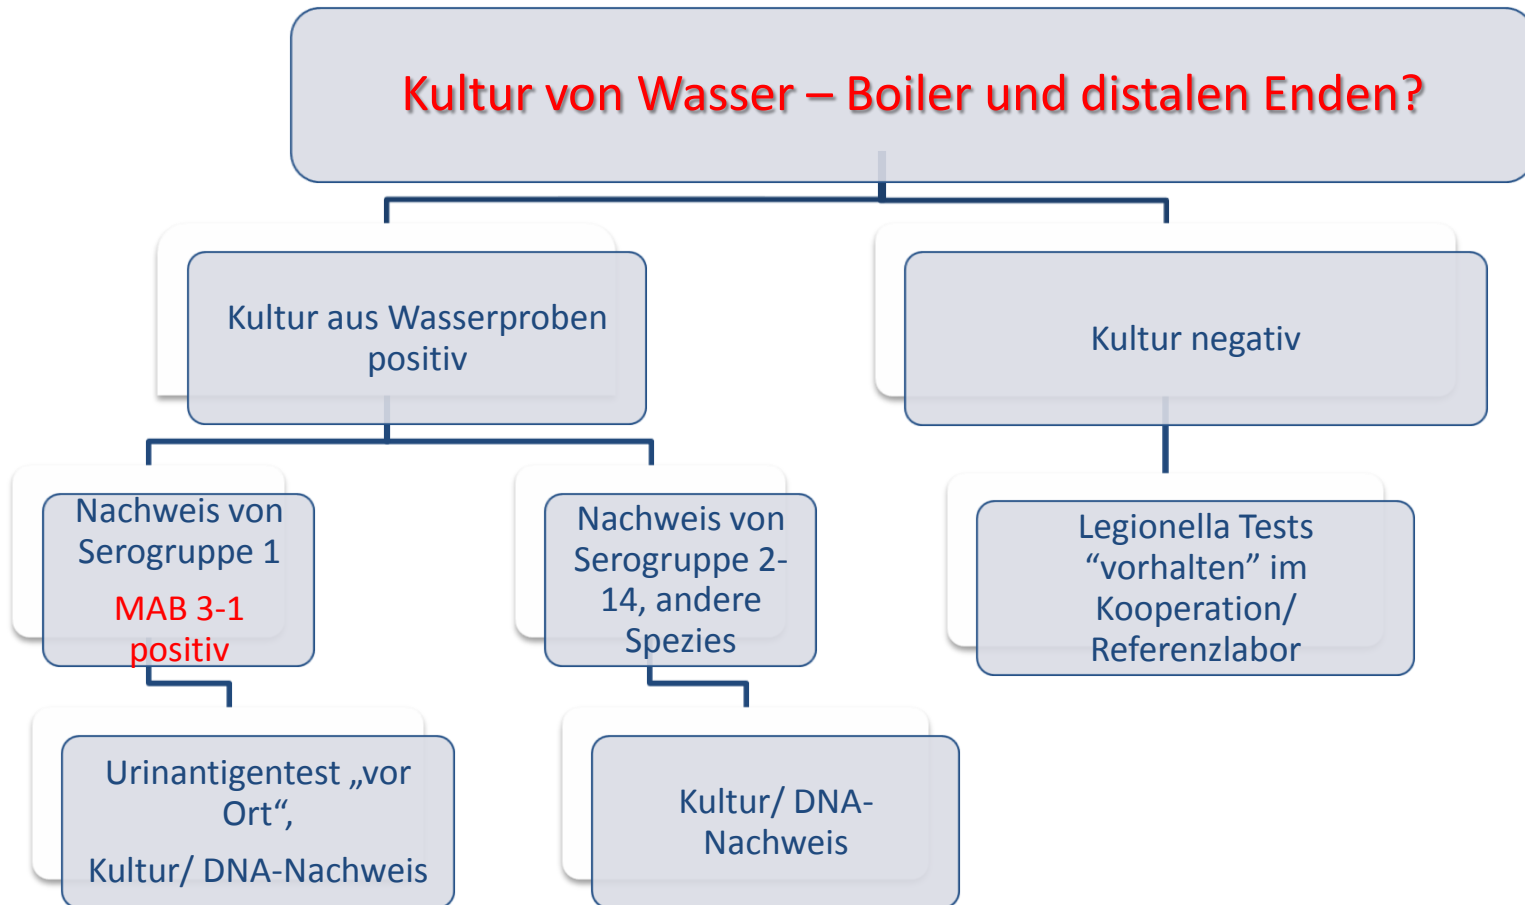 Kultur von Wasser – Boiler und distalen Enden?
Kultur aus Wasserproben
positiv
Kultur negativ
Nachweis von
Serogruppe 1
MAB 3-1
positiv
Nachweis von
Serogruppe 2-
14, andere
Spezies
Legionella Tests
“vorhalten” im
Kooperation/
Referenzlabor
Urinantigentest „vor
Ort“,
Kultur/ DNA-Nachweis
Kultur/ DNA-
Nachweis